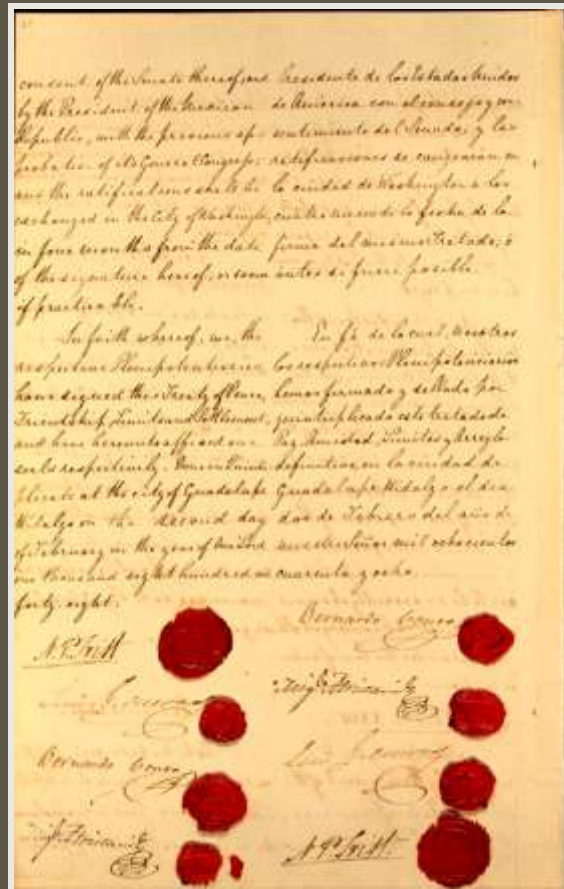 consent of the Senate thereof; and
by the President of the Mexican
Republic, with the previous ap-
probation of its General Congress;
and the ratifications shall be
exchanged in the City of Washington,
in four months from the date
of the signature hereof, or sooner
if practicable.
In faith whereof, we, the
respective Plenipotentiaries,
have signed this Treaty of Peace,
Friendship, Limits and Settlement,
and have hereunto affixed our
seals respectively. Done in Quintu-
plicate at the city of Guadalupe
Hidalgo on the second day
of February in the year of Our Lord
one thousand eight hundred and
forty-eight.
Presidente de los Estados Unidos
de America con el consejo y con-
sentimiento del Senado; y las
ratificaciones se cangearán en
la ciudad de Washington a los
cuatro meses de la fecha de la
firma del mismo Tratado, ó
antes si fuere posible.
En fé de lo cual, nosotros
los respectivos Plenipotenciarios
hemos firmado y sellado por
quintuplicado este tratado de
Paz, Amistad, Limites y Arreglo
definitivo, en la ciudad de
Guadalupe Hidalgo el dia
dos de Febrero del año de
nuestro Señor mil ochocientos
cuarenta y ocho.
N. P. Trist
Bernardo Couto
Bernardo Couto
N. P. Trist